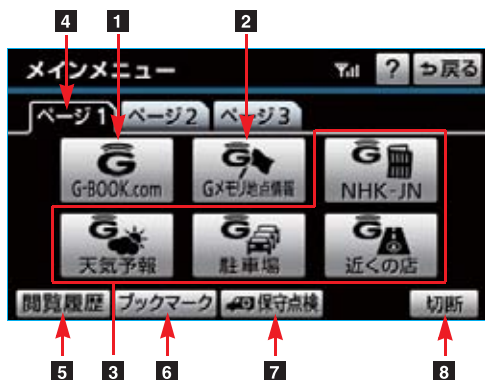 4 1 2
メインメニュー ? 戻る
ページ1 ページ2 ページ3
G-BOOK.com Gメモリ地点情報 NHK-JN
天気予報 駐車場 近くの店
閲覧履歴 ブックマーク 保守点検 切断
5 3 6 7 8